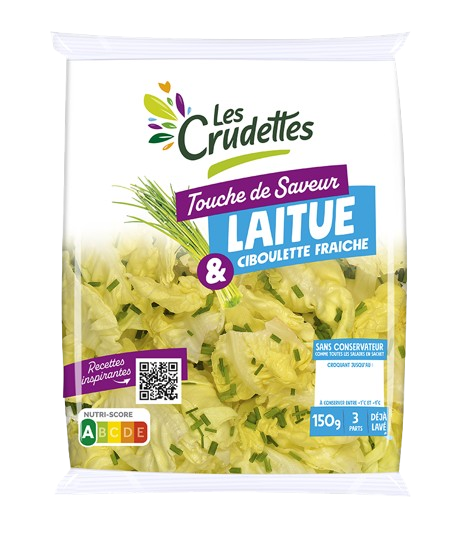 Les
Crudettes
Touche de Saveur
LAITUE
& CIBOULETTE FRAICHE
SANS CONSERVATEUR
COMME TOUTES LES SALADES EN SACHET
CROQUANT JUSQU'AU :
Recettes
inspirantes
À CONSERVER ENTRE +1°C ET +4°C
NUTRI-SCORE
A B C D E
150g
3
PARTS
DÉJÀ
LAVÉ